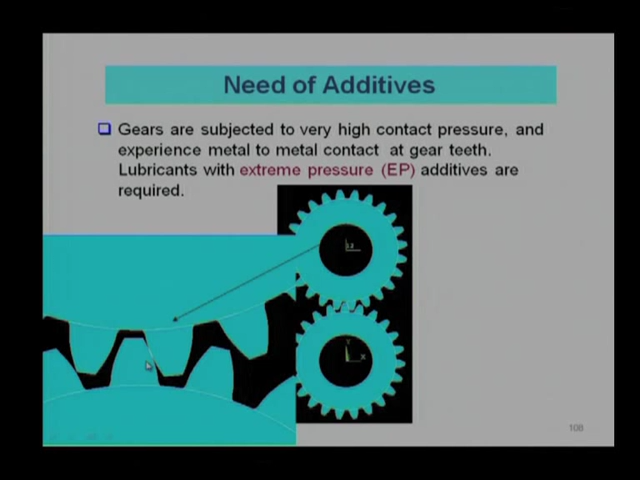 Need of Additives
Gears are subjected to very high contact pressure, and
experience metal to metal contact at gear teeth.
Lubricants with extreme pressure (EP) additives are
required.
Y
X
108